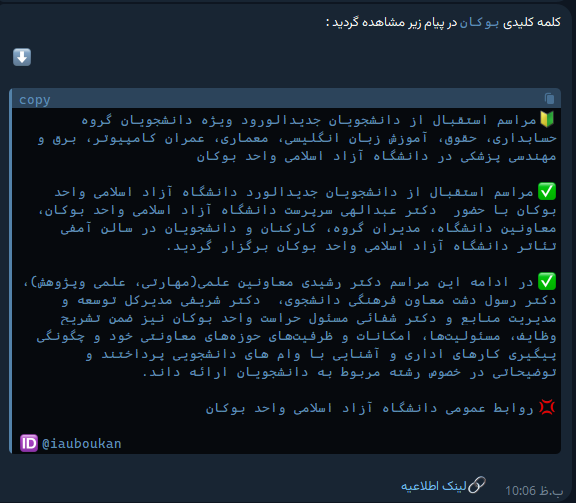 کلمه کلیدی بوکان در پیام زیر مشاهده گردید :
⬇️
copy
🔰مراسم استقبال از دانشجویان جدیدالورود ویژه دانشجویان گروه
حسابداری، حقوق، آموزش زبان انگلیسی، معماری، عمران کامپیوتر، برق و
مهندسی پزشکی در دانشگاه آزاد اسلامی واحد بوکان
✅مراسم استقبال از دانشجویان جدیدالورد دانشگاه آزاد اسلامی واحد
بوکان با حضور دکتر عبدالهی سرپرست دانشگاه آزاد اسلامی واحد بوکان،
معاونین دانشگاه، مدیران گروه، کارکنان و دانشجویان در سالن آمفی
تئاتر دانشگاه آزاد اسلامی واحد بوکان برگزار گردید.
✅در ادامه این مراسم دکتر رشیدی معاونین علمی(مهارتی، علمی وپژوهش)،
دکتر رسول دشت معاون فرهنگی دانشجوی، دکتر شریفی مدیرکل توسعه و
مدیریت منابع و دکتر شفائی مسئول حراست واحد بوکان نیز ضمن تشریح
وظایف، مسئولیت‌ها، امکانات و ظرفیت‌های حوزه‌های معاونتی خود و چگونگی
پیگیری کارهای اداری و آشنایی با وام های دانشجویی پرداختند و
توضیحاتی در خصوص رشته مربوط به دانشجویان ارائه داند.
💢روابط عمومی دانشگاه آزاد اسلامی واحد بوکان
🆔 @iauboukan
🔗لینک اطلاعیه
10:06 ب.ظ